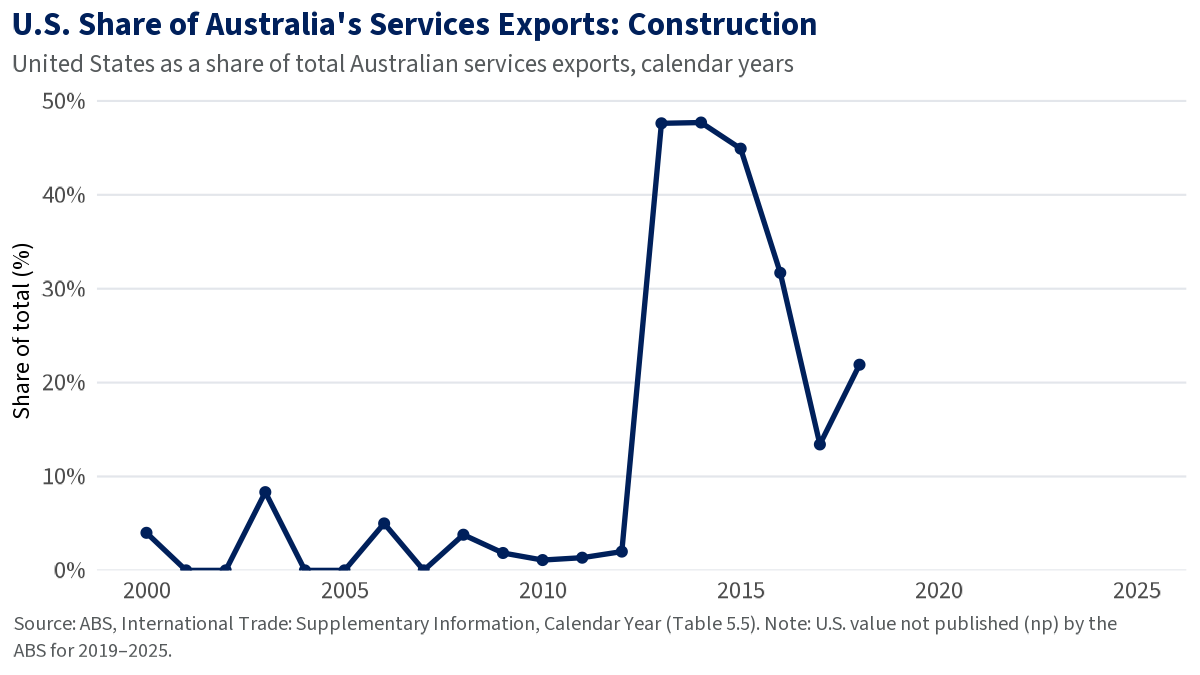 U.S. Share of Australia's Services Exports: Construction
United States as a share of total Australian services exports, calendar years
50%
40%
30%
20%
10%
0%
Share of total (%)
2000 2005 2010 2015 2020 2025
Source: ABS, International Trade: Supplementary Information, Calendar Year (Table 5.5). Note: U.S. value not published (np) by the
ABS for 2019–2025.